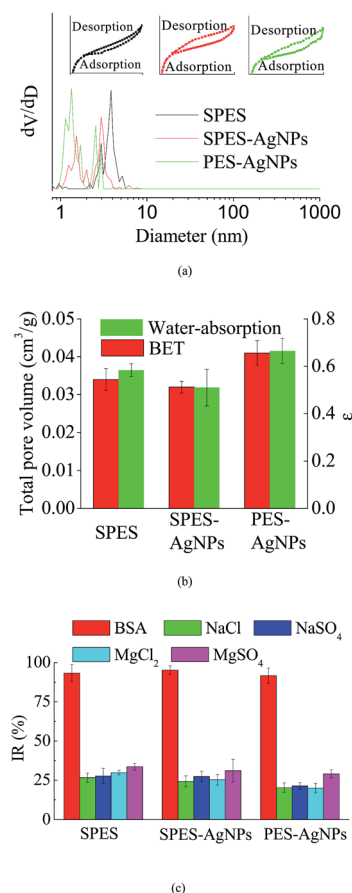 Desorption
Adsorption
Desorption
Adsorption
Desorption
Adsorption
dV/dD
SPES
SPES-AgNPs
PES-AgNPs
1 10 100 1000
Diameter (nm)
(a)
Total pore volume (cm³/g)
0.05
0.04
0.03
0.02
0.01
0.00
Water-absorption
BET
0.8
0.6
0.4
0.2
0.0
ε
SPES
SPES-
AgNPs
PES-
AgNPs
(b)
BSA NaCl NaSO₄
MgCl₂ MgSO₄
IR (%)
100
75
50
25
0
SPES SPES-AgNPs PES-AgNPs
(c)